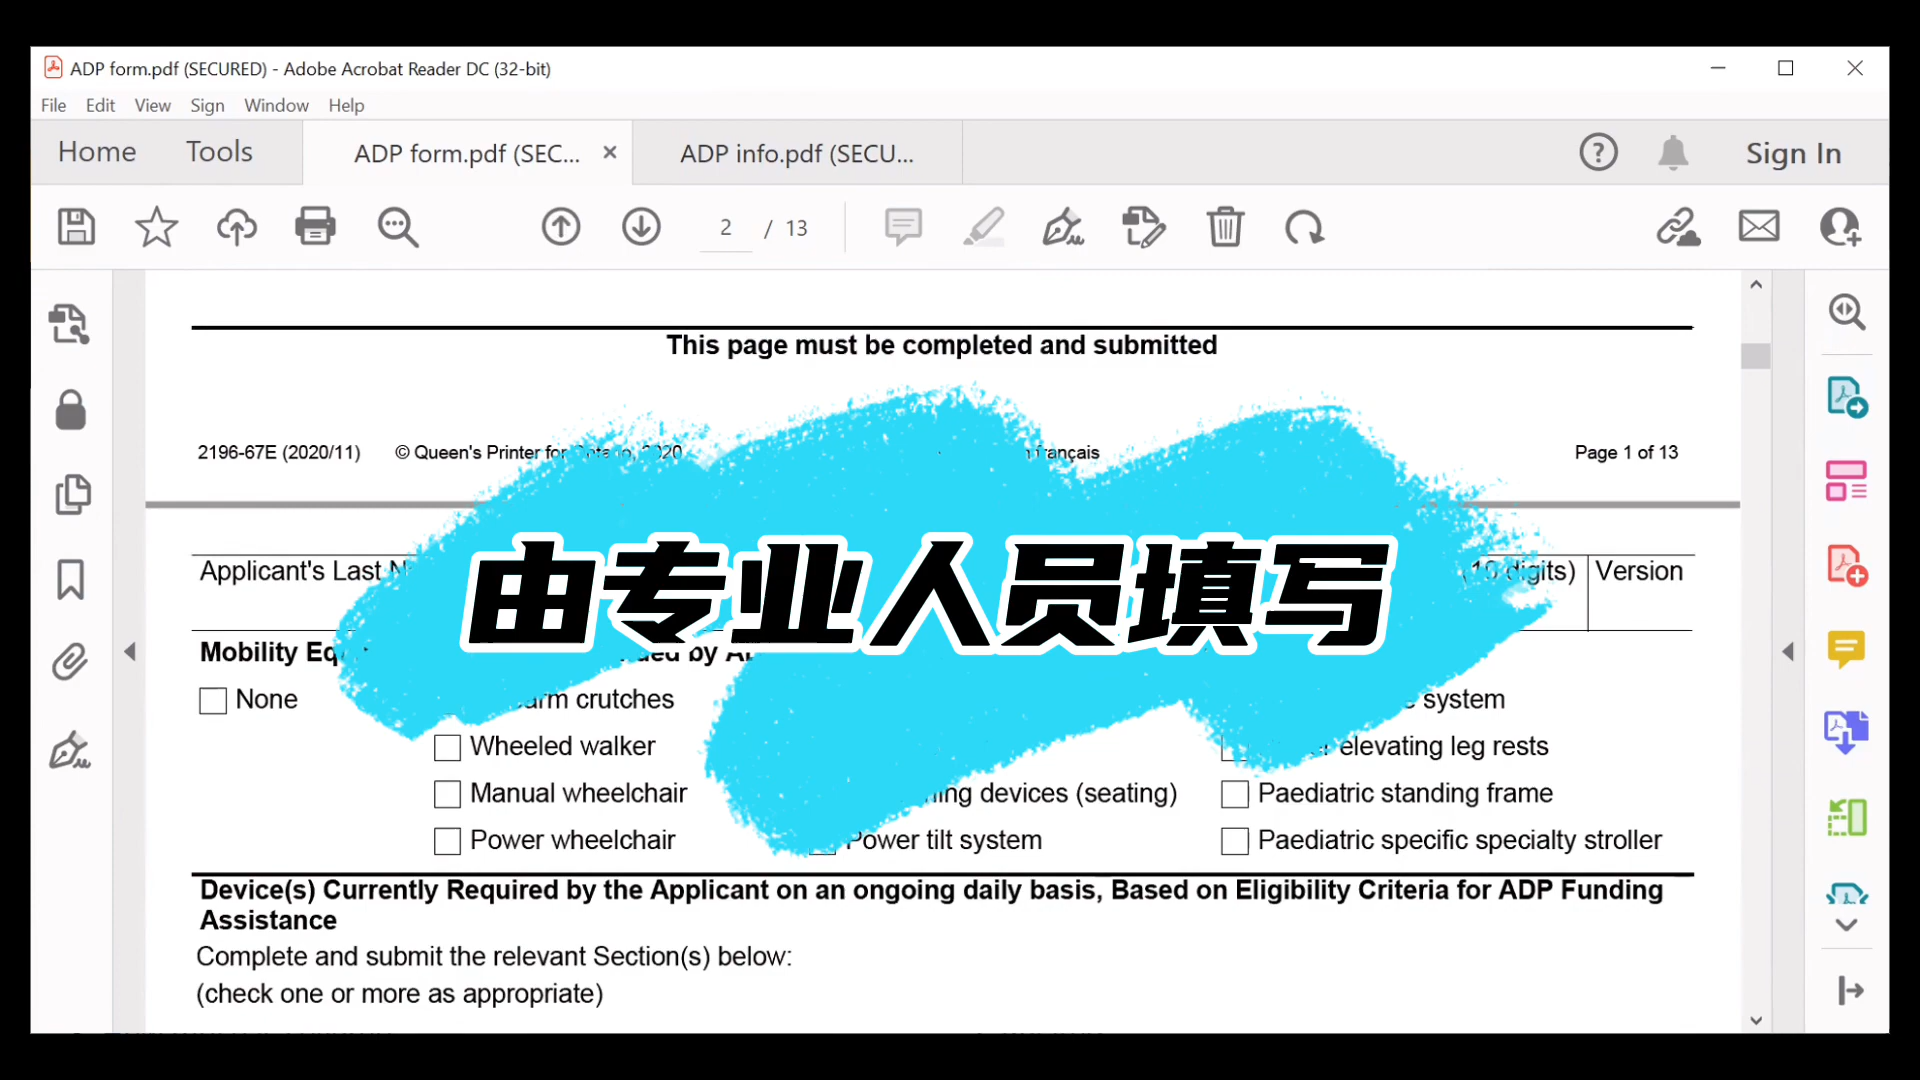 ADP form.pdf (SECURED) - Adobe Acrobat Reader DC (32-bit)
File Edit View Sign Window Help
Home Tools ADP form.pdf (SEC... ADP info.pdf (SECU... Sign In
2 / 13
This page must be completed and submitted
2196-67E (2020/11) © Queen's Printer for Ontario, 2020 français Page 1 of 13
Applicant's Last (10 digits) Version
由专业人员填写
Mobility by
None crutches system
Wheeled walker elevating leg rests
Manual wheelchair devices (seating) Paediatric standing frame
Power wheelchair Power tilt system Paediatric specific specialty stroller
Device(s) Currently Required by the Applicant on an ongoing daily basis, Based on Eligibility Criteria for ADP Funding
Assistance
Complete and submit the relevant Section(s) below:
(check one or more as appropriate)